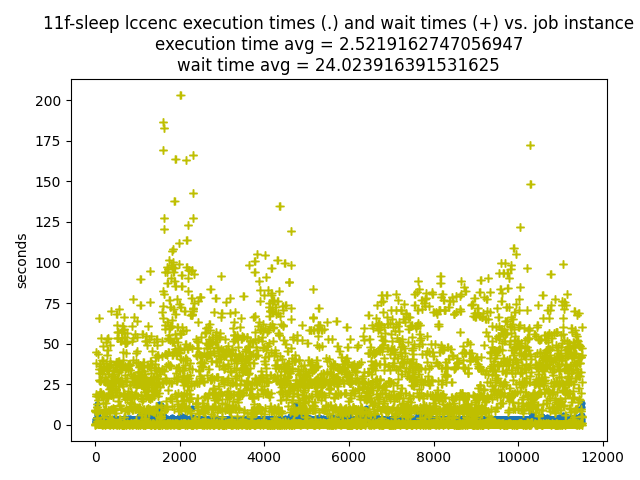 11f-sleep lccenc execution times (.) and wait times (+) vs. job instance
execution time avg = 2.5219162747056947
wait time avg = 24.023916391531625
200
175
150
125
100
75
50
25
0
seconds
0 2000 4000 6000 8000 10000 12000